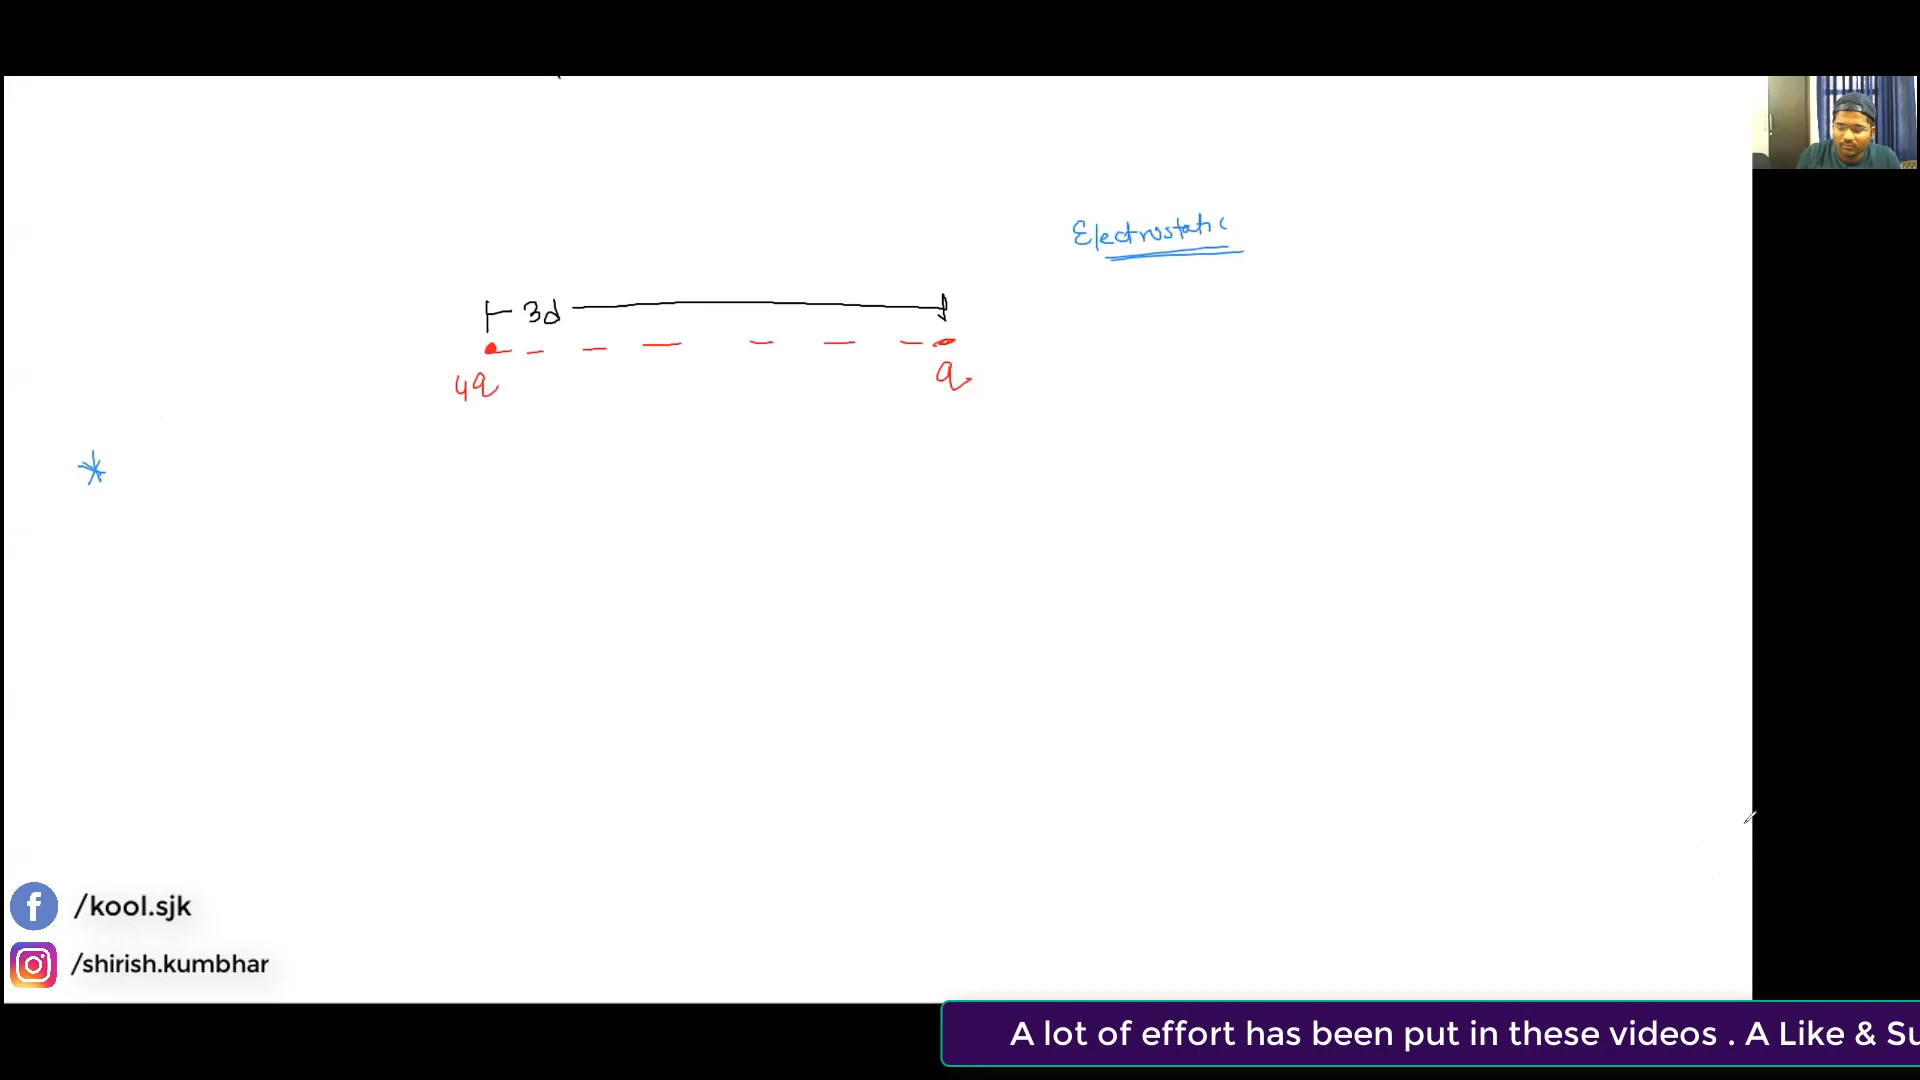 Electrostatic
3d
4q
q
*
/kool.sjk
/shirish.kumbhar
A lot of effort has been put in these videos . A Like & Su